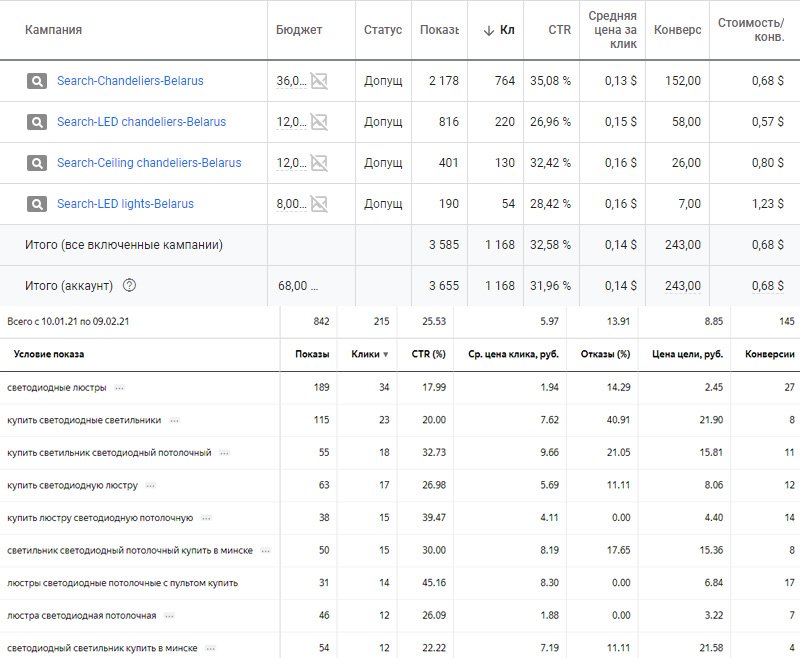 Кампания Бюджет Статус Показь ↓ Кл CTR Средняя цена за клик Конверс Стоимость/ конв.
Search-Chandeliers-Belarus 36,0... Допущ 2 178 764 35,08 % 0,13 $ 152,00 0,68 $
Search-LED chandeliers-Belarus 12,0... Допущ 816 220 26,96 % 0,15 $ 58,00 0,57 $
Search-Ceiling chandeliers-Belarus 12,0... Допущ 401 130 32,42 % 0,16 $ 26,00 0,80 $
Search-LED lights-Belarus 8,00... Допущ 190 54 28,42 % 0,16 $ 7,00 1,23 $
Итого (все включенные кампании) 3 585 1 168 32,58 % 0,14 $ 243,00 0,68 $
Итого (аккаунт) ? 68,00 ... 3 655 1 168 31,96 % 0,14 $ 243,00 0,68 $
Всего с 10.01.21 по 09.02.21 842 215 25.53 5.97 13.91 8.85 145
Условие показа Показы Клики ▼ CTR (%) Ср. цена клика, руб. Отказы (%) Цена цели, руб. Конверсии
светодиодные люстры ... 189 34 17.99 1.94 14.29 2.45 27
купить светодиодные светильники ... 115 23 20.00 7.62 40.91 21.90 8
купить светильник светодиодный потолочный ... 55 18 32.73 9.66 21.05 15.81 11
купить светодиодную люстру ... 63 17 26.98 5.69 11.11 8.06 12
купить люстру светодиодную потолочную ... 38 15 39.47 4.11 0.00 4.40 14
светильник светодиодный потолочный купить в минске ... 50 15 30.00 8.19 17.65 15.36 8
люстры светодиодные потолочные с пультом купить 31 14 45.16 8.30 0.00 6.84 17
люстра светодиодная потолочная ... 46 12 26.09 1.88 0.00 3.22 7
светодиодный светильник купить в минске ... 54 12 22.22 7.19 11.11 21.58 4